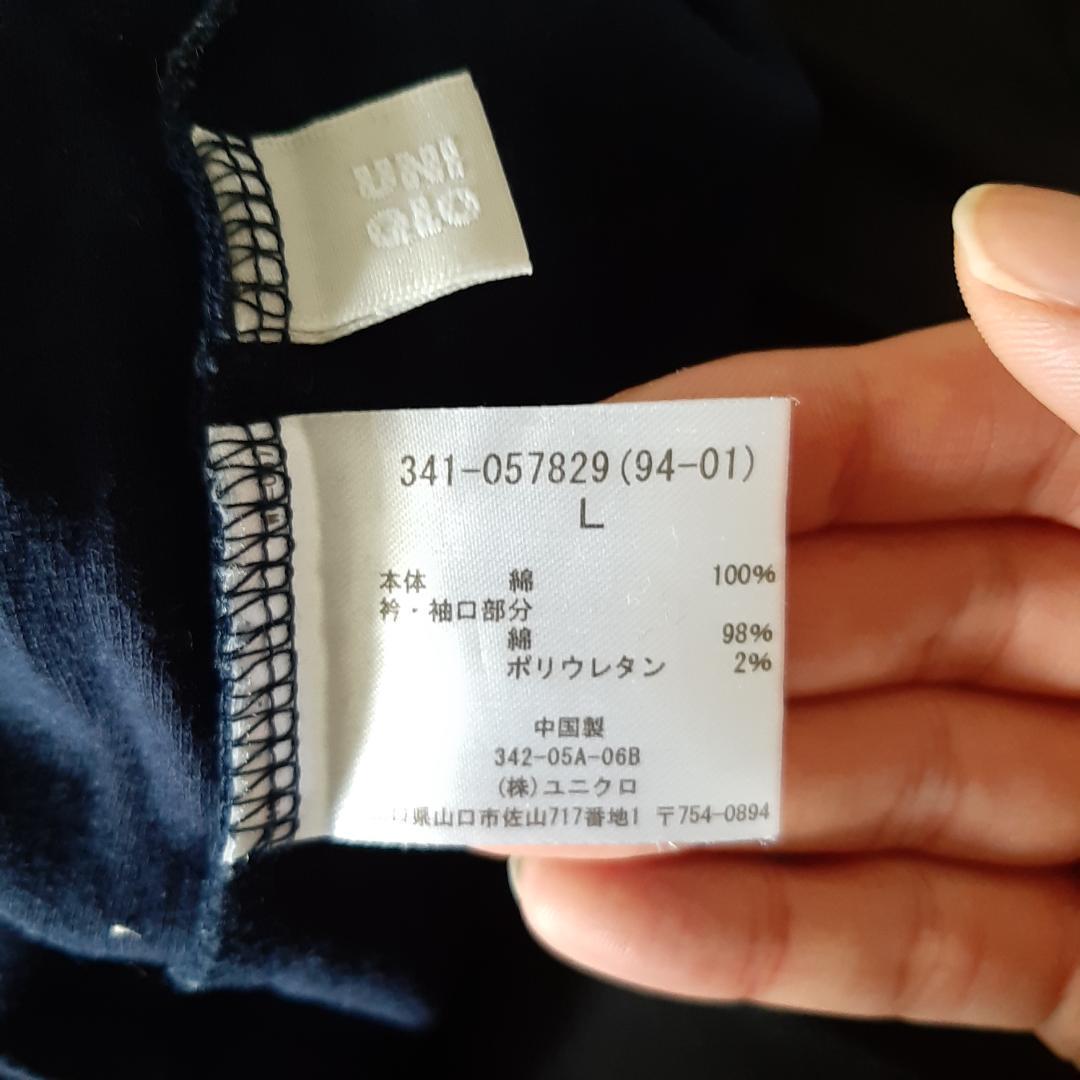 UNI
QLO
341-057829(94-01)
L
本体 綿 100%
衿・袖口部分
綿 98%
ポリウレタン 2%
中国製
342-05A-06B
(株)ユニクロ
県山口市佐山717番地1 〒754-0894